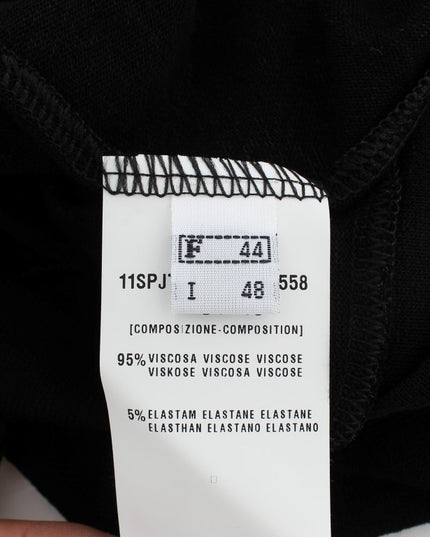 F 44
11SPJ 558
I 48
[COMPOSIZIONE-COMPOSITION]
95% VISCOSA VISCOSE VISCOSE
VISKOSE VISCOSA VISCOSE
5% ELASTAM ELASTANE ELASTANE
ELASTHAN ELASTANO ELASTANO